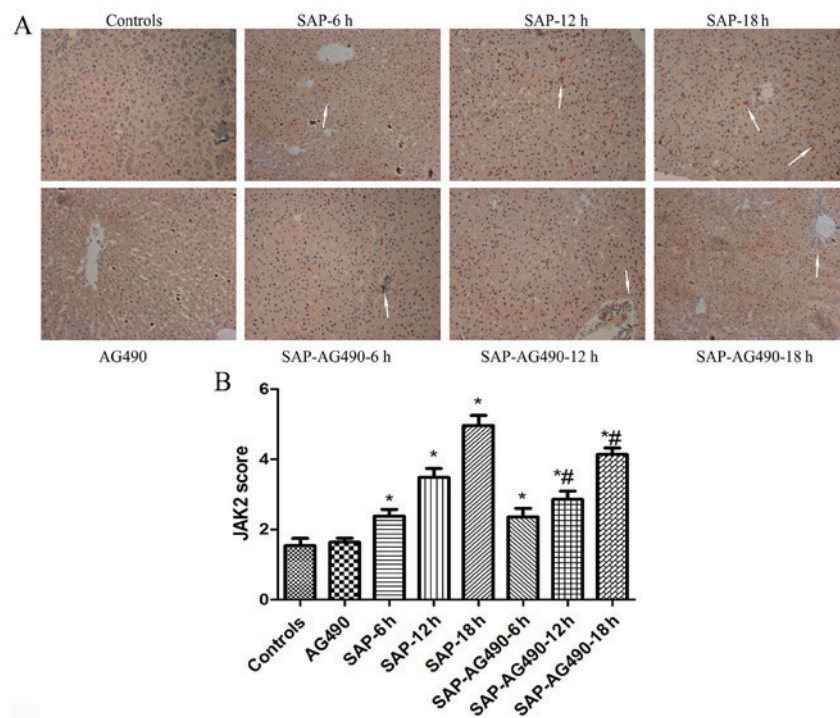 A
Controls SAP-6 h SAP-12 h SAP-18 h
AG490 SAP-AG490-6 h SAP-AG490-12 h SAP-AG490-18 h
B
6
4
2
0
JAK2 score
* * * * *# *#
Controls AG490 SAP-6 h SAP-12 h SAP-18 h SAP-AG490-6 h SAP-AG490-12 h SAP-AG490-18 h